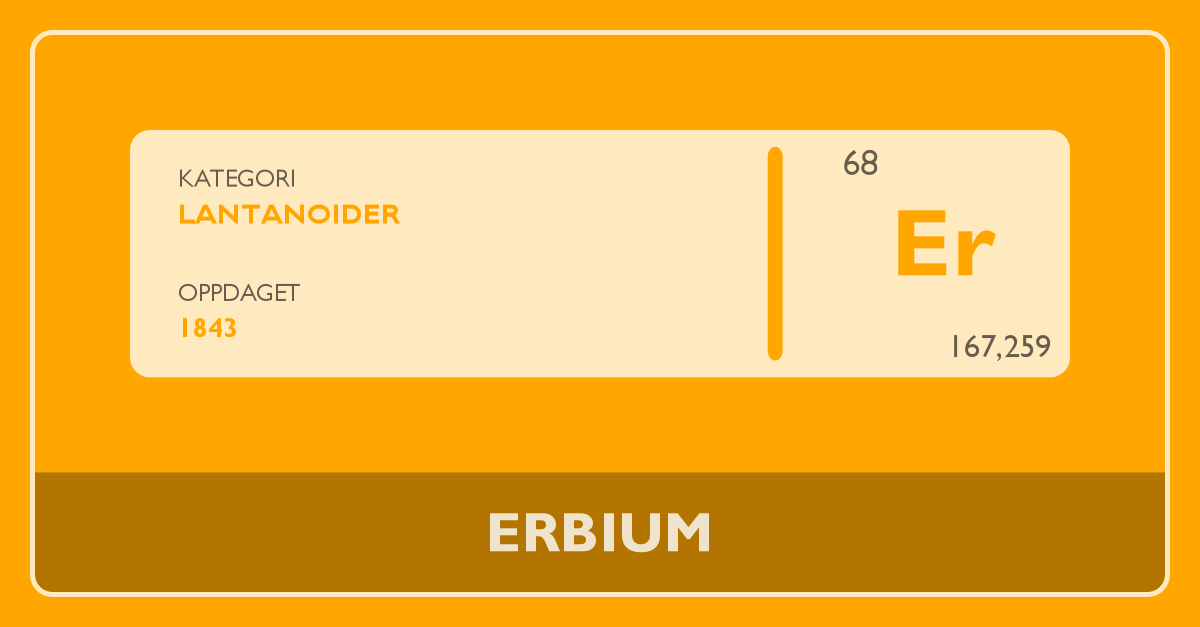 KATEGORI
LANTANOIDER
OPPDAGET
1843
68
Er
167,259
ERBIUM